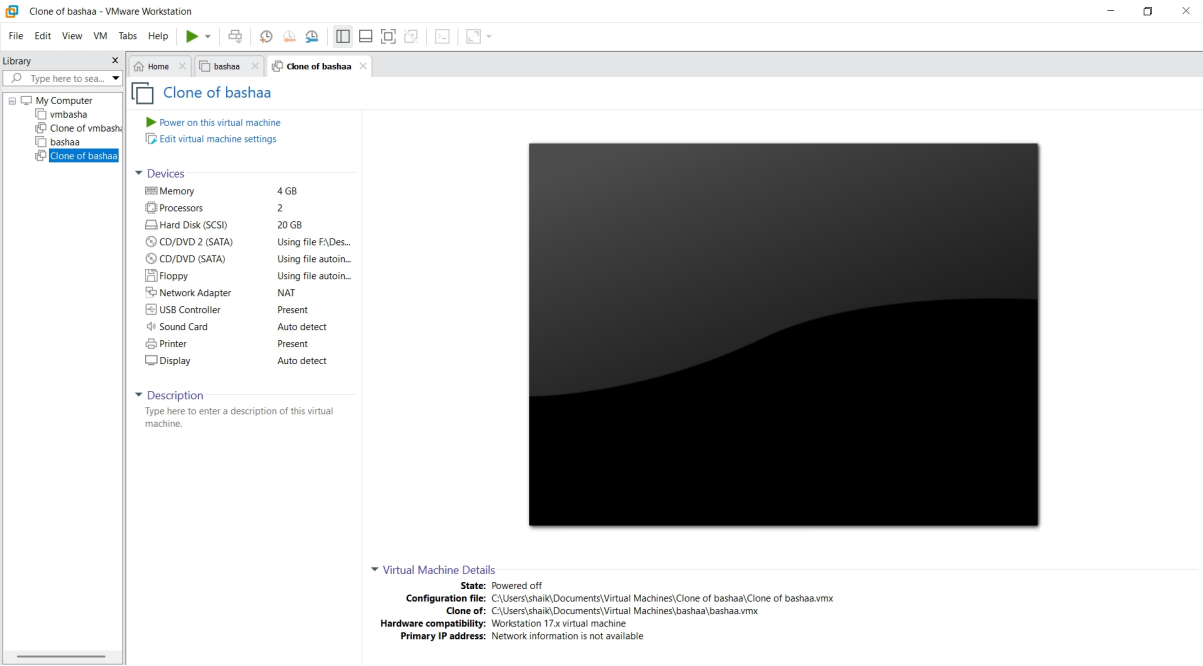 Clone of bashaa - VMware Workstation
File Edit View VM Tabs Help
Library
Home bashaa Clone of bashaa
Type here to sea...
Clone of bashaa
My Computer
vmbasha
Clone of vmbasha
bashaa
Clone of bashaa
Power on this virtual machine
Edit virtual machine settings
Devices
Memory 4 GB
Processors 2
Hard Disk (SCSI) 20 GB
CD/DVD 2 (SATA) Using file F:\Des...
CD/DVD (SATA) Using file autoin...
Floppy Using file autoin...
Network Adapter NAT
USB Controller Present
Sound Card Auto detect
Printer Present
Display Auto detect
Description
Type here to enter a description of this virtual
machine.
Virtual Machine Details
State: Powered off
Configuration file: C:\Users\shaik\Documents\Virtual Machines\Clone of bashaa\Clone of bashaa.vmx
Clone of: C:\Users\shaik\Documents\Virtual Machines\bashaa\bashaa.vmx
Hardware compatibility: Workstation 17.x virtual machine
Primary IP address: Network information is not available